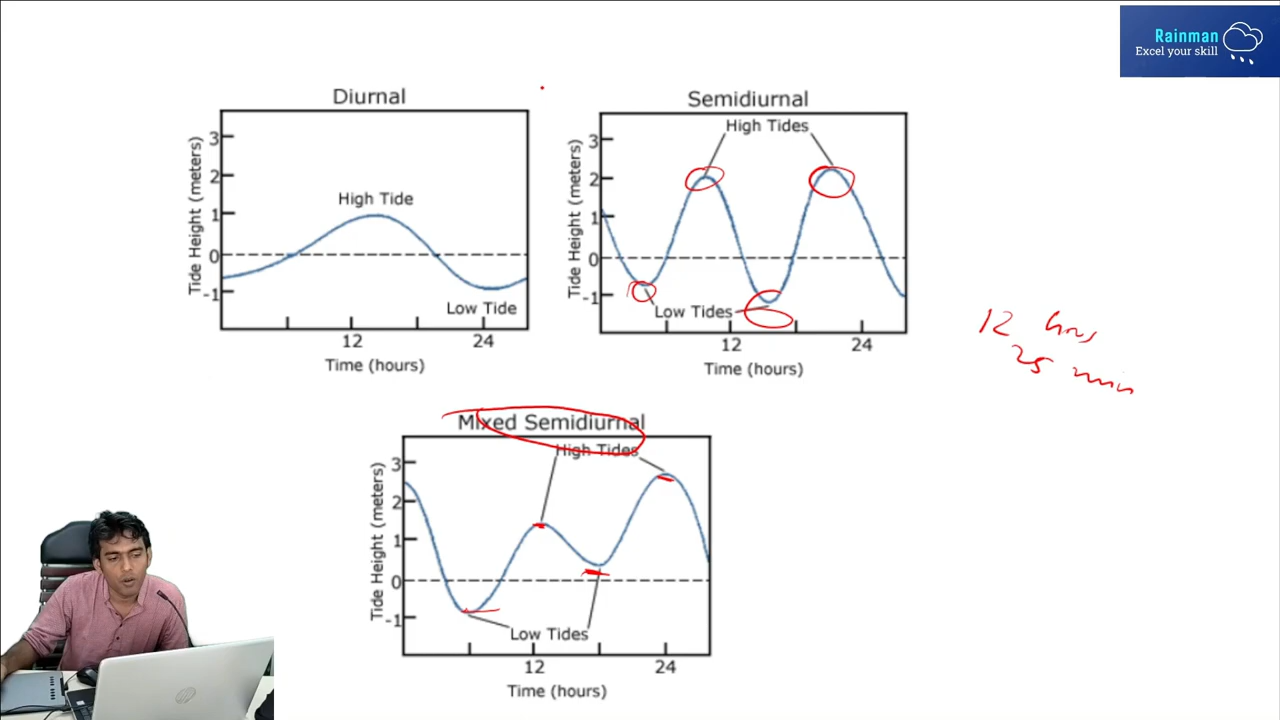 Rainman
Excel your skill
Diurnal
Tide Height (meters)
3
2
1
0
-1
High Tide
Low Tide
12
24
Time (hours)
Semidiurnal
Tide Height (meters)
3
2
1
0
-1
High Tides
Low Tides
12
24
Time (hours)
12 hrs
25 min
Mixed Semidiurnal
Tide Height (meters)
3
2
1
0
-1
High Tides
Low Tides
12
24
Time (hours)